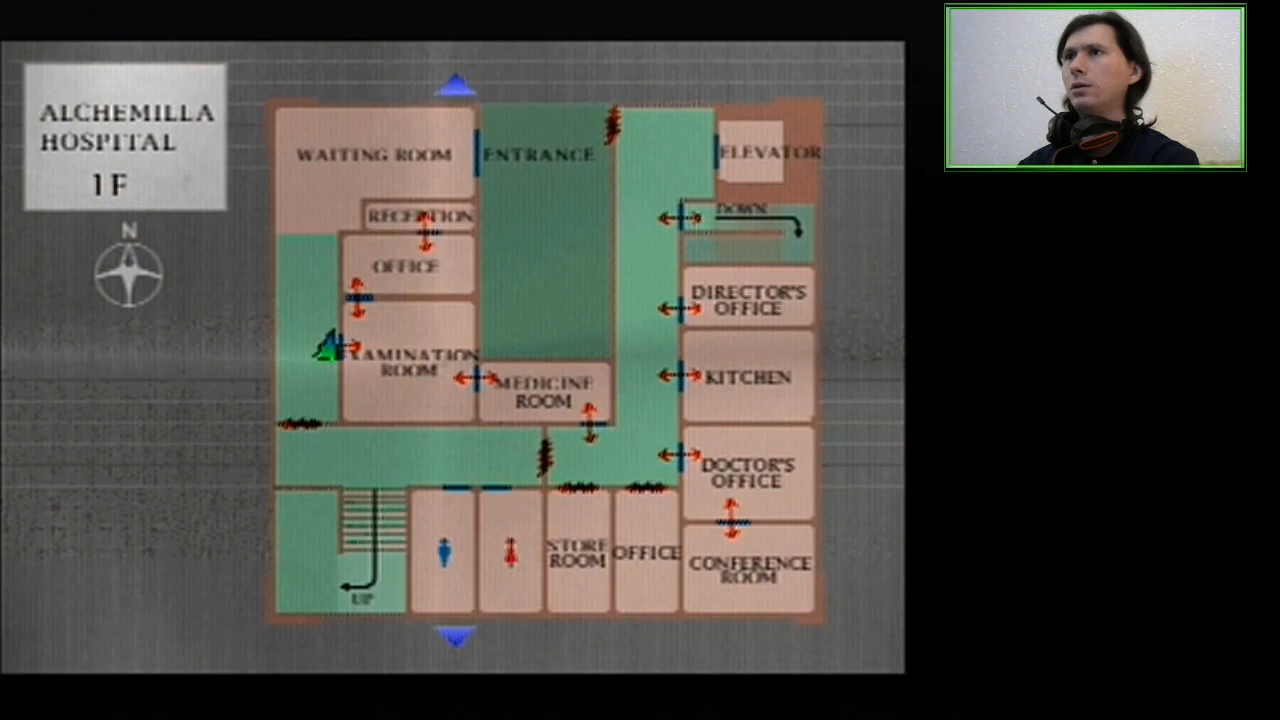 ALCHEMILLA
HOSPITAL
1F
N
WAITING ROOM
ENTRANCE
ELEVATOR
RECEPTION
DOWN
OFFICE
DIRECTOR'S
OFFICE
EXAMINATION
ROOM
MEDICINE
ROOM
KITCHEN
DOCTOR'S
OFFICE
STORE
ROOM
OFFICE
CONFERENCE
ROOM
UP